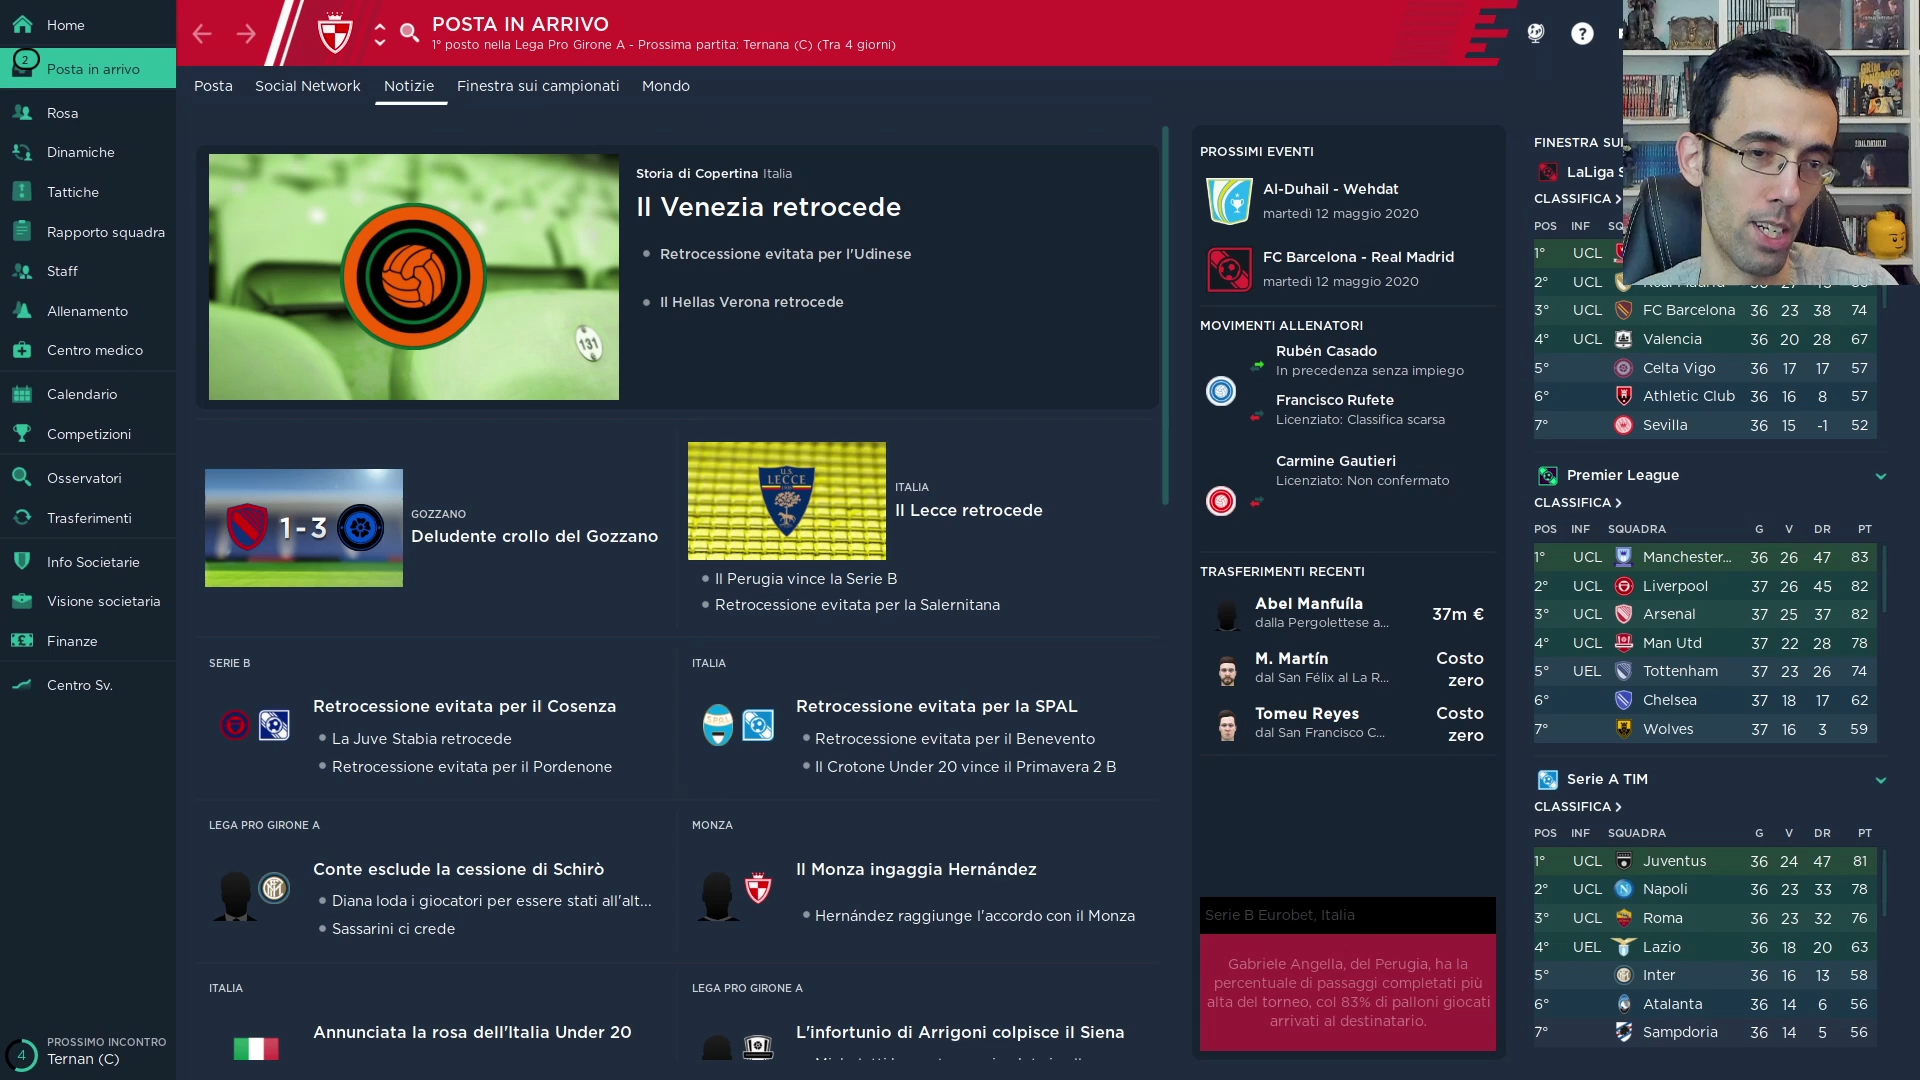 Home
2
Posta in arrivo
Rosa
Dinamiche
Tattiche
Rapporto squadra
Staff
Allenamento
Centro medico
Calendario
Competizioni
Osservatori
Trasferimenti
Info Societarie
Visione societaria
Finanze
Centro Sv.
4
PROSSIMO INCONTRO
Ternan (C)
POSTA IN ARRIVO
1° posto nella Lega Pro Girone A - Prossima partita: Ternana (C) (Tra 4 giorni)
?
Posta Social Network Notizie Finestra sui campionati Mondo
131
Storia di Copertina Italia
Il Venezia retrocede
Retrocessione evitata per l'Udinese
Il Hellas Verona retrocede
1-3
GOZZANO
Deludente crollo del Gozzano
U.S.
LECCE
ITALIA
Il Lecce retrocede
Il Perugia vince la Serie B
Retrocessione evitata per la Salernitana
SERIE B
Retrocessione evitata per il Cosenza
La Juve Stabia retrocede
Retrocessione evitata per il Pordenone
ITALIA
SPAL
Retrocessione evitata per la SPAL
Retrocessione evitata per il Benevento
Il Crotone Under 20 vince il Primavera 2 B
LEGA PRO GIRONE A
Conte esclude la cessione di Schirò
Diana loda i giocatori per essere stati all'alt...
Sassarini ci crede
MONZA
Il Monza ingaggia Hernández
Hernández raggiunge l'accordo con il Monza
ITALIA
Annunciata la rosa dell'Italia Under 20
LEGA PRO GIRONE A
L'infortunio di Arrigoni colpisce il Siena
PROSSIMI EVENTI
Al-Duhail - Wehdat
martedì 12 maggio 2020
FC Barcelona - Real Madrid
martedì 12 maggio 2020
MOVIMENTI ALLENATORI
Rubén Casado
In precedenza senza impiego
Francisco Rufete
Licenziato: Classifica scarsa
Carmine Gautieri
Licenziato: Non confermato
TRASFERIMENTI RECENTI
Abel Manfuíla
dalla Pergolettese a...
37m €
M. Martín
dal San Félix al La R...
Costo
zero
Tomeu Reyes
dal San Francisco C...
Costo
zero
Serie B Eurobet, Italia
Gabriele Angella, del Perugia, ha la
percentuale di passaggi completati più
alta del torneo, col 83% di palloni giocati
arrivati al destinatario.
GRIM
FANDANGO
FINESTRA SUI
LaLiga S
CLASSIFICA
POS INF SQ
1° UCL
2° UCL Real Madrid
3° UCL FC Barcelona 36 23 38 74
4° UCL Valencia 36 20 28 67
5° Celta Vigo 36 17 17 57
6° Athletic Club 36 16 8 57
7° Sevilla 36 15 -1 52
Premier League
CLASSIFICA
POS INF SQUADRA G V DR PT
1° UCL Manchester... 36 26 47 83
2° UCL Liverpool 37 26 45 82
3° UCL Arsenal 37 25 37 82
4° UCL Man Utd 37 22 28 78
5° UEL Tottenham 37 23 26 74
6° Chelsea 37 18 17 62
7° Wolves 37 16 3 59
Serie A TIM
CLASSIFICA
POS INF SQUADRA G V DR PT
1° UCL Juventus 36 24 47 81
2° UCL Napoli 36 23 33 78
3° UCL Roma 36 23 32 76
4° UEL Lazio 36 18 20 63
5° Inter 36 16 13 58
6° Atalanta 36 14 6 56
7° Sampdoria 36 14 5 56